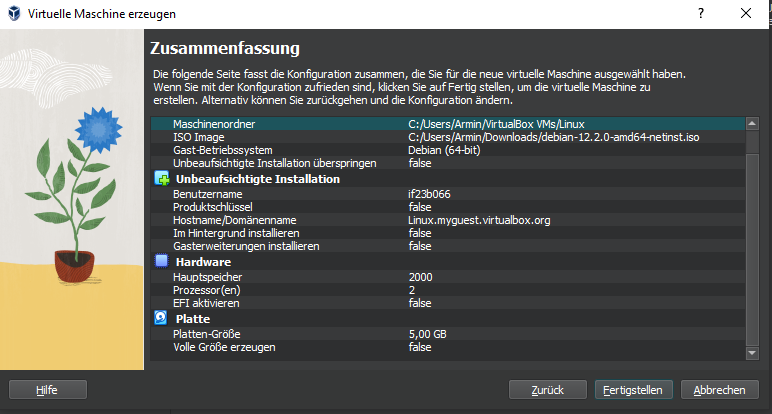 Virtuelle Maschine erzeugen
Zusammenfassung
Die folgende Seite fasst die Konfiguration zusammen, die Sie für die neue virtuelle Maschine ausgewählt haben.
Wenn Sie mit der Konfiguration zufrieden sind, klicken Sie auf Fertig stellen, um die virtuelle Maschine zu
erstellen. Alternativ können Sie zurückgehen und die Konfiguration ändern.
Maschinenordner C:/Users/Armin/VirtualBox VMs/Linux
ISO Image C:/Users/Armin/Downloads/debian-12.2.0-amd64-netinst.iso
Gast-Betriebssystem Debian (64-bit)
Unbeaufsichtigte Installation überspringen false
Unbeaufsichtigte Installation
Benutzername if23b066
Produktschlüssel false
Hostname/Domänenname Linux.myguest.virtualbox.org
Im Hintergrund installieren false
Gasterweiterungen installieren false
Hardware
Hauptspeicher 2000
Prozessor(en) 2
EFI aktivieren false
Platte
Platten-Größe 5,00 GB
Volle Größe erzeugen false
Hilfe Zurück Fertigstellen Abbrechen